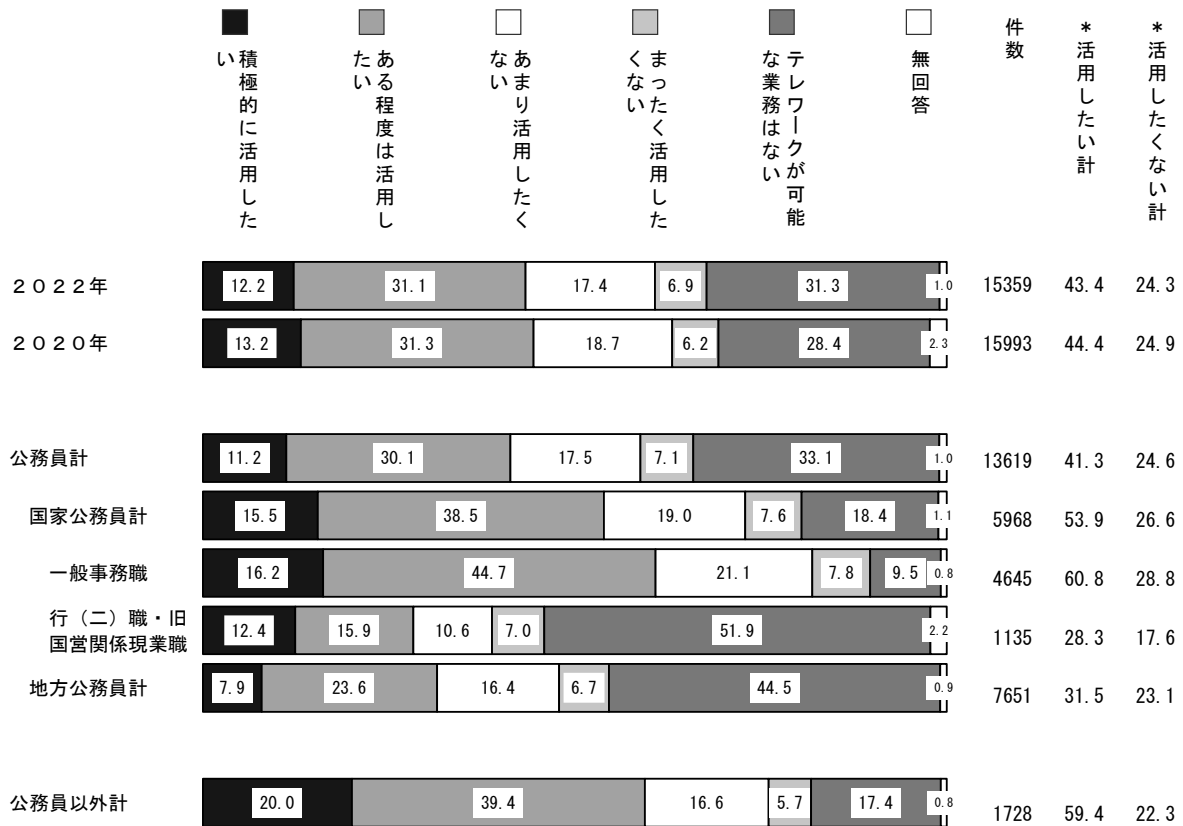 積極的に活用した
い
ある程度は活用し
たい
あまり活用したく
ない
まったく活用した
くない
テレワークが可能
な業務はない
無回答
件数
*活用したい計
*活用したくない計
2022年 12.2 31.1 17.4 6.9 31.3 1.0 15359 43.4 24.3
2020年 13.2 31.3 18.7 6.2 28.4 2.3 15993 44.4 24.9
公務員計 11.2 30.1 17.5 7.1 33.1 1.0 13619 41.3 24.6
国家公務員計 15.5 38.5 19.0 7.6 18.4 1.1 5968 53.9 26.6
一般事務職 16.2 44.7 21.1 7.8 9.5 0.8 4645 60.8 28.8
行(二)職・旧
国営関係現業職 12.4 15.9 10.6 7.0 51.9 2.2 1135 28.3 17.6
地方公務員計 7.9 23.6 16.4 6.7 44.5 0.9 7651 31.5 23.1
公務員以外計 20.0 39.4 16.6 5.7 17.4 0.8 1728 59.4 22.3